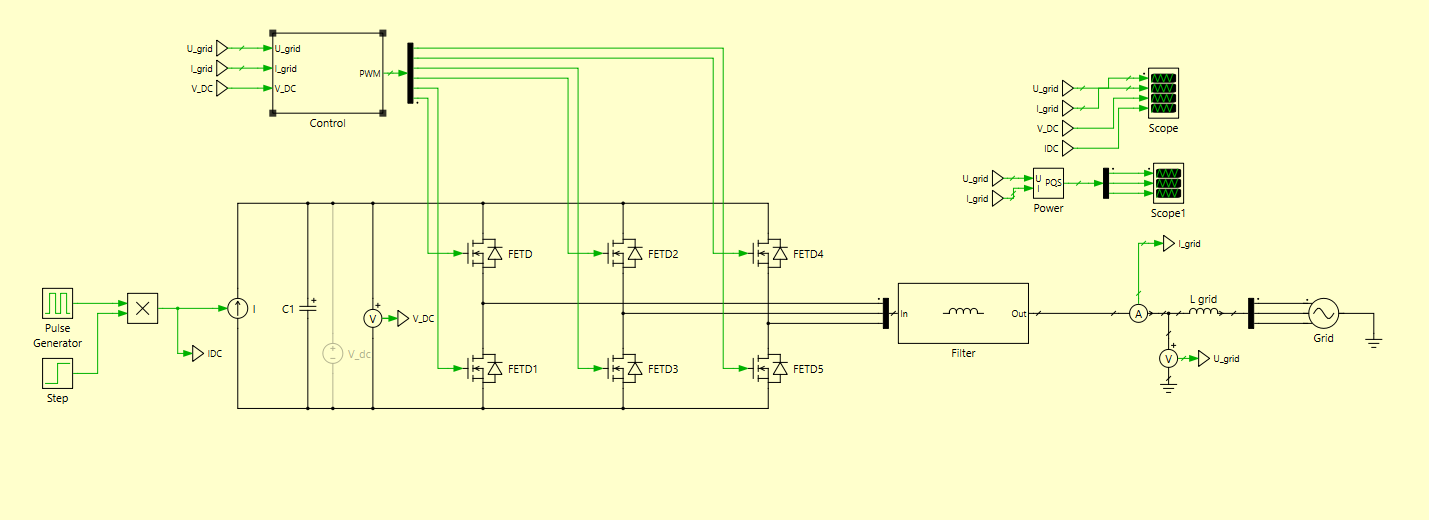 U_grid
I_grid
V_DC
U_grid
I_grid
V_DC
PWM
Control
U_grid
I_grid
V_DC
IDC
Scope
U_grid
I_grid
U
I
PQS
Power
Scope1
I_grid
FETD
FETD2
FETD4
Pulse
Generator
I
C1
V
V_DC
V_dc
IDC
Step
FETD1
FETD3
FETD5
In
Out
Filter
A
L grid
Grid
V
U_grid